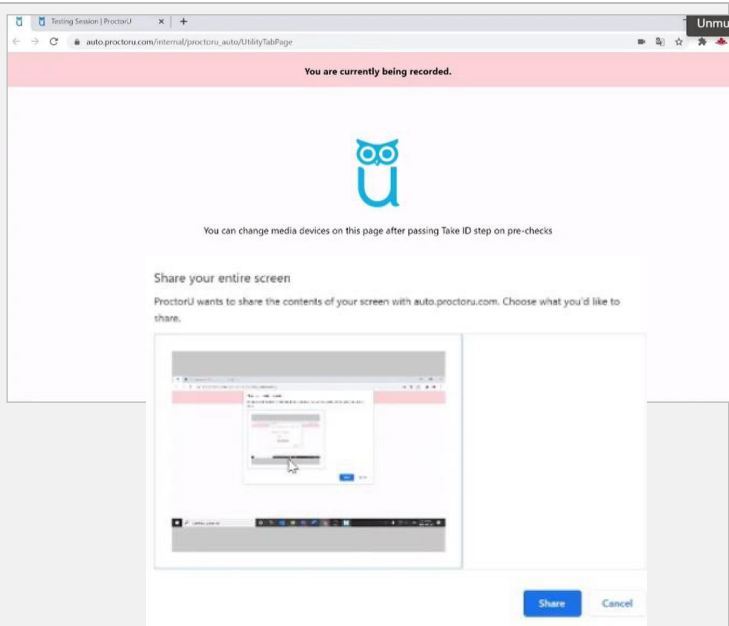 Testing Session | ProctorU
Unmu
auto.proctoru.com/internal/proctoru_auto/UtilityTabPage
You are currently being recorded.
You can change media devices on this page after passing Take ID step on pre-checks
Share your entire screen
ProctorU wants to share the contents of your screen with auto.proctoru.com. Choose what you'd like to
share.
Share
Cancel